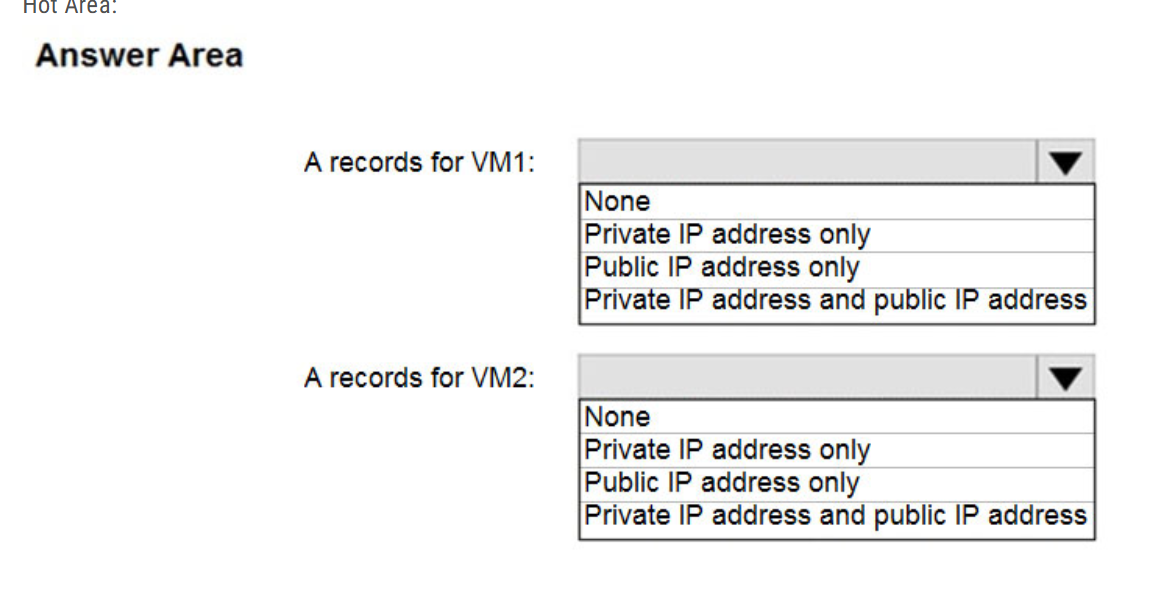 Hot Area:
Answer Area
A records for VM1:
None
Private IP address only
Public IP address only
Private IP address and public IP address
A records for VM2:
None
Private IP address only
Public IP address only
Private IP address and public IP address